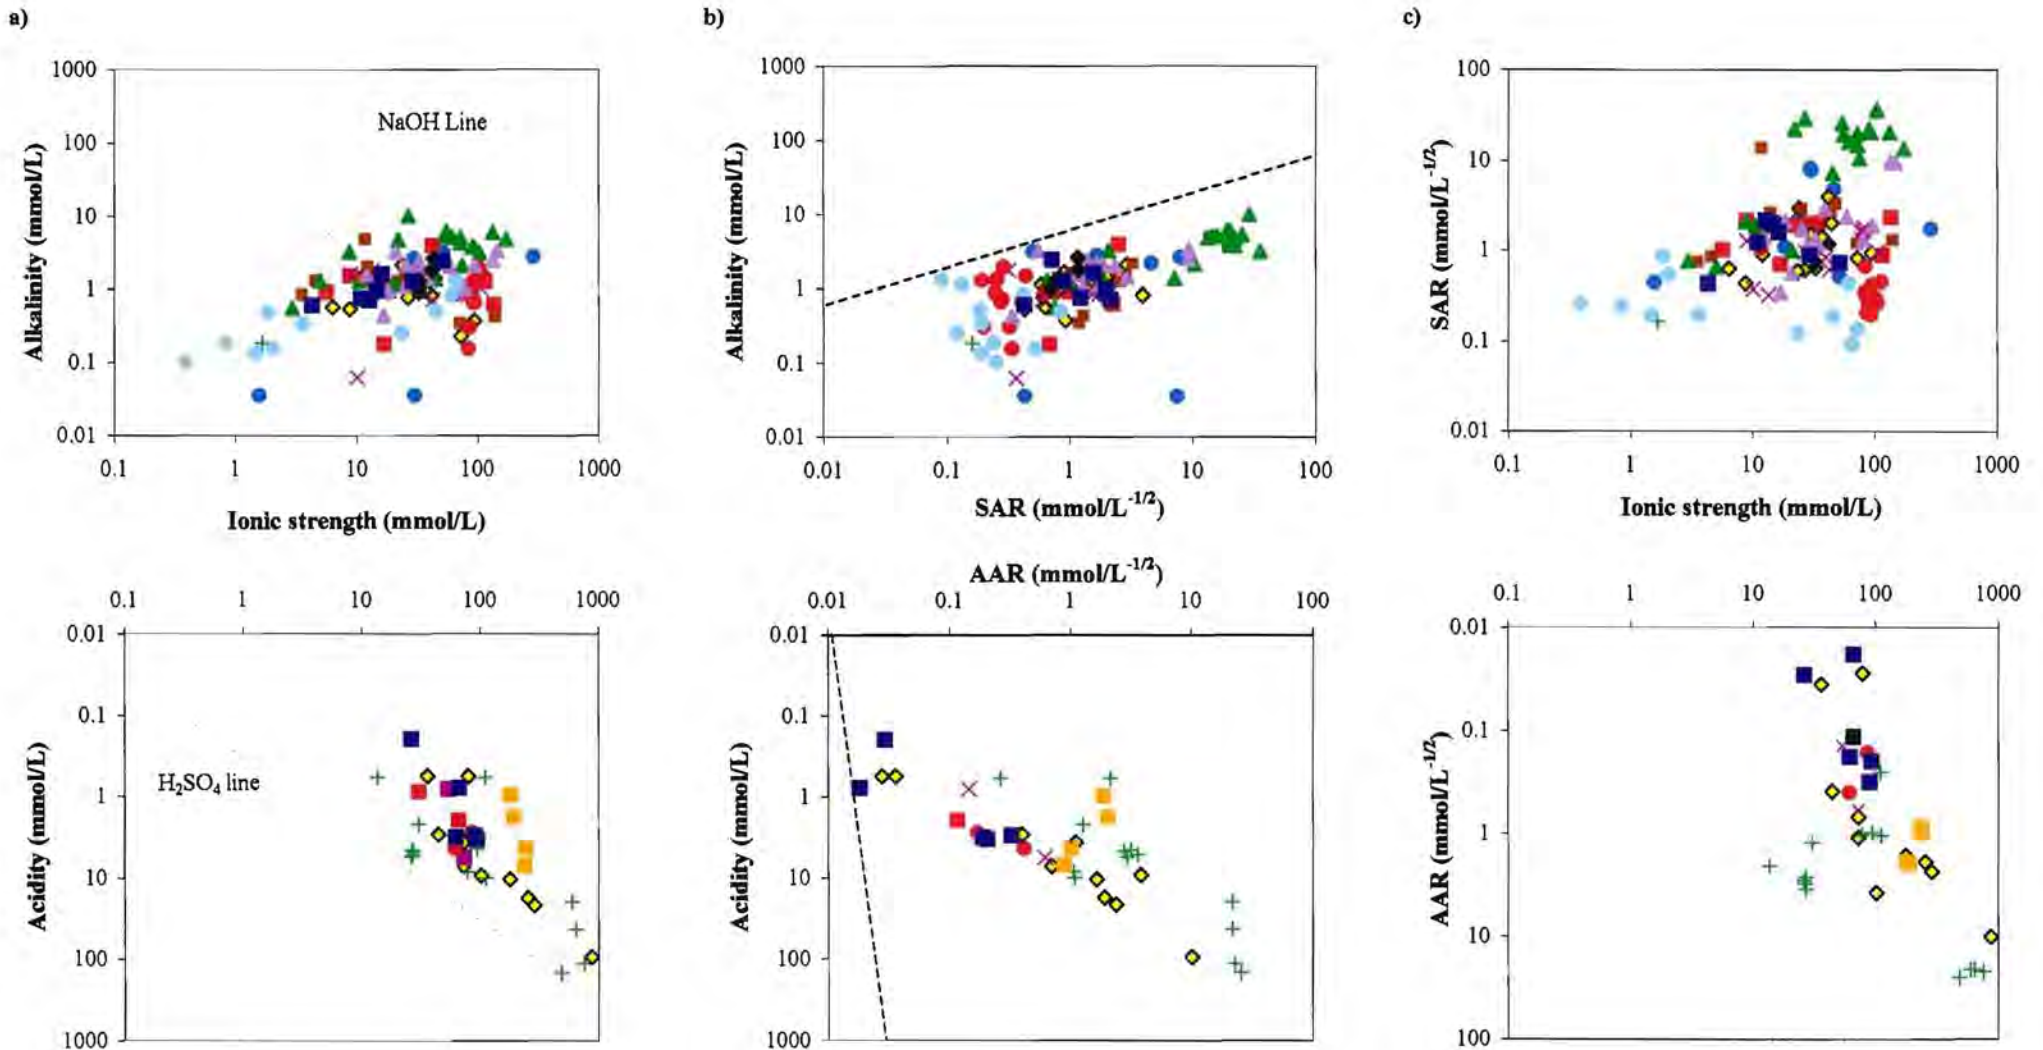 a)
b)
c)
1000
100
10
1
0.1
0.01
Alkalinity (mmol/L)
NaOH Line
0.1 1 10 100 1000
Ionic strength (mmol/L)
1000
100
10
1
0.1
0.01
Alkalinity (mmol/L)
0.01 0.1 1 10 100
SAR (mmol/L⁻¹/²)
100
10
1
0.1
0.01
SAR (mmol/L⁻¹/²)
0.1 1 10 100 1000
Ionic strength (mmol/L)
0.1 1 10 100 1000
0.01
0.1
1
10
100
1000
Acidity (mmol/L)
H₂SO₄ line
AAR (mmol/L⁻¹/²)
0.01 0.1 1 10 100
0.01
0.1
1
10
100
1000
Acidity (mmol/L)
0.1 1 10 100 1000
0.01
0.1
1
10
100
AAR (mmol/L⁻¹/²)